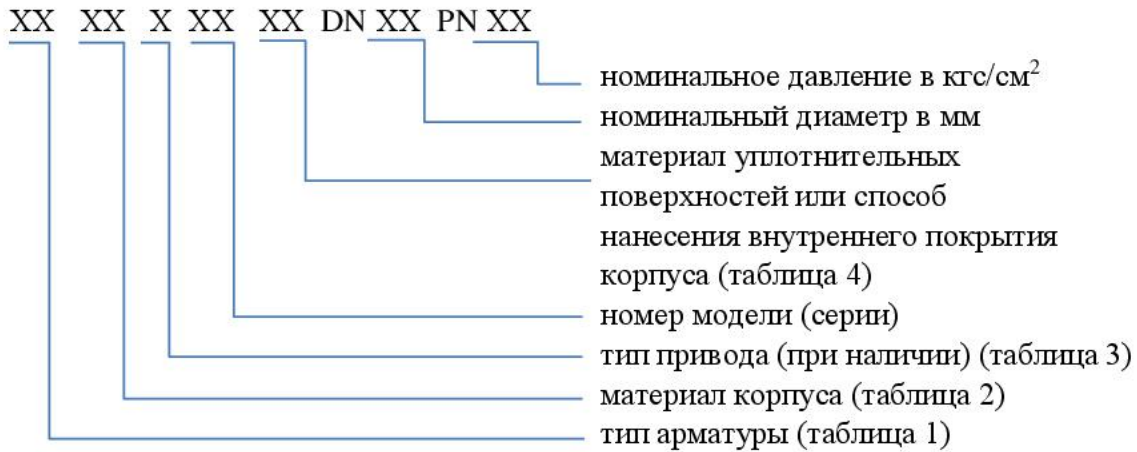 XX XX X XX XX DN XX PN XX
номинальное давление в кгс/см²
номинальный диаметр в мм
материал уплотнительных
поверхностей или способ
нанесения внутреннего покрытия
корпуса (таблица 4)
номер модели (серии)
тип привода (при наличии) (таблица 3)
материал корпуса (таблица 2)
тип арматуры (таблица 1)